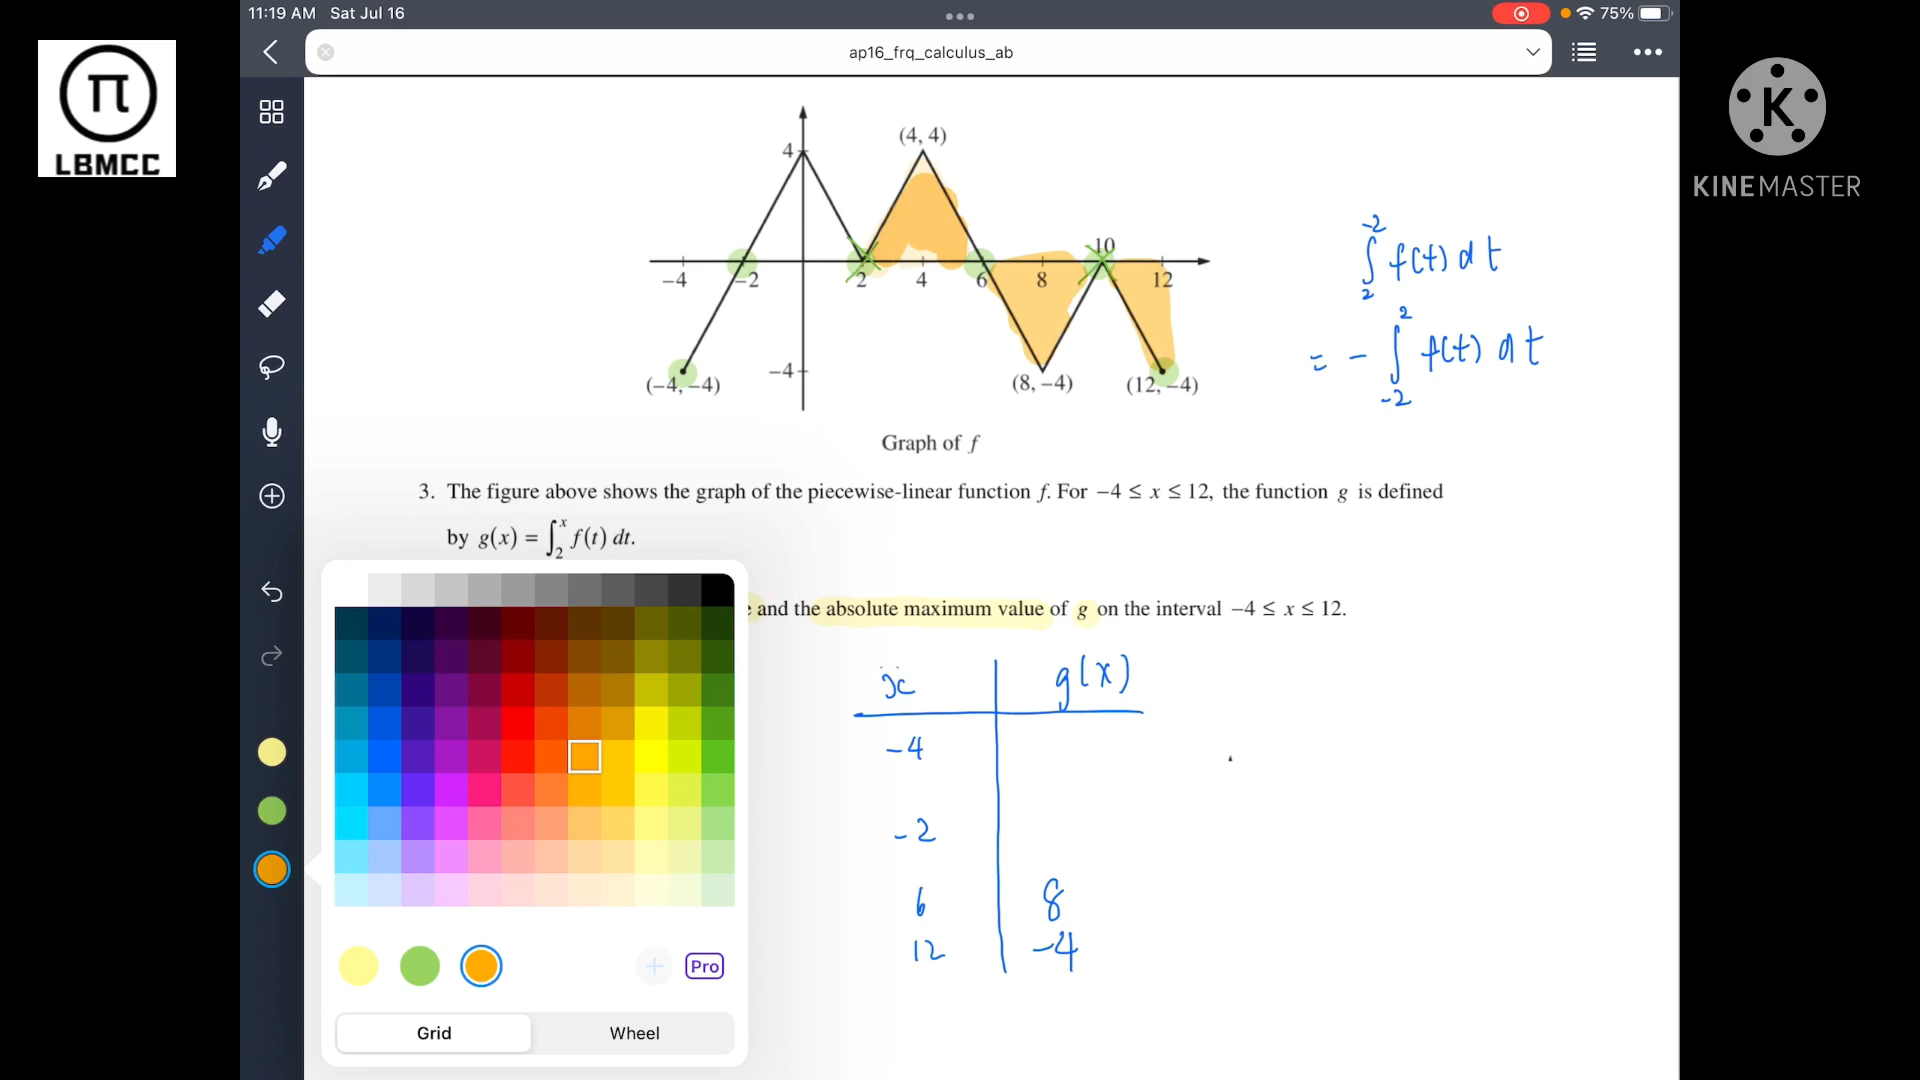 11:19 AM Sat Jul 16
75%
ap16_frq_calculus_ab
π
LBMCC
K
KINEMASTER
4
(4, 4)
10
−4 −2 2 4 6 8 12
−4
(−4, −4)
(8, −4)
(12, −4)
Graph of f
∫₂⁻² f(t) dt
= − ∫₋₂² f(t) dt
3. The figure above shows the graph of the piecewise-linear function f. For −4 ≤ x ≤ 12, the function g is defined
by g(x) = ∫₂ˣ f(t) dt.
and the absolute maximum value of g on the interval −4 ≤ x ≤ 12.
x g(x)
−4
−2
6 8
12 −4
Pro
Grid Wheel